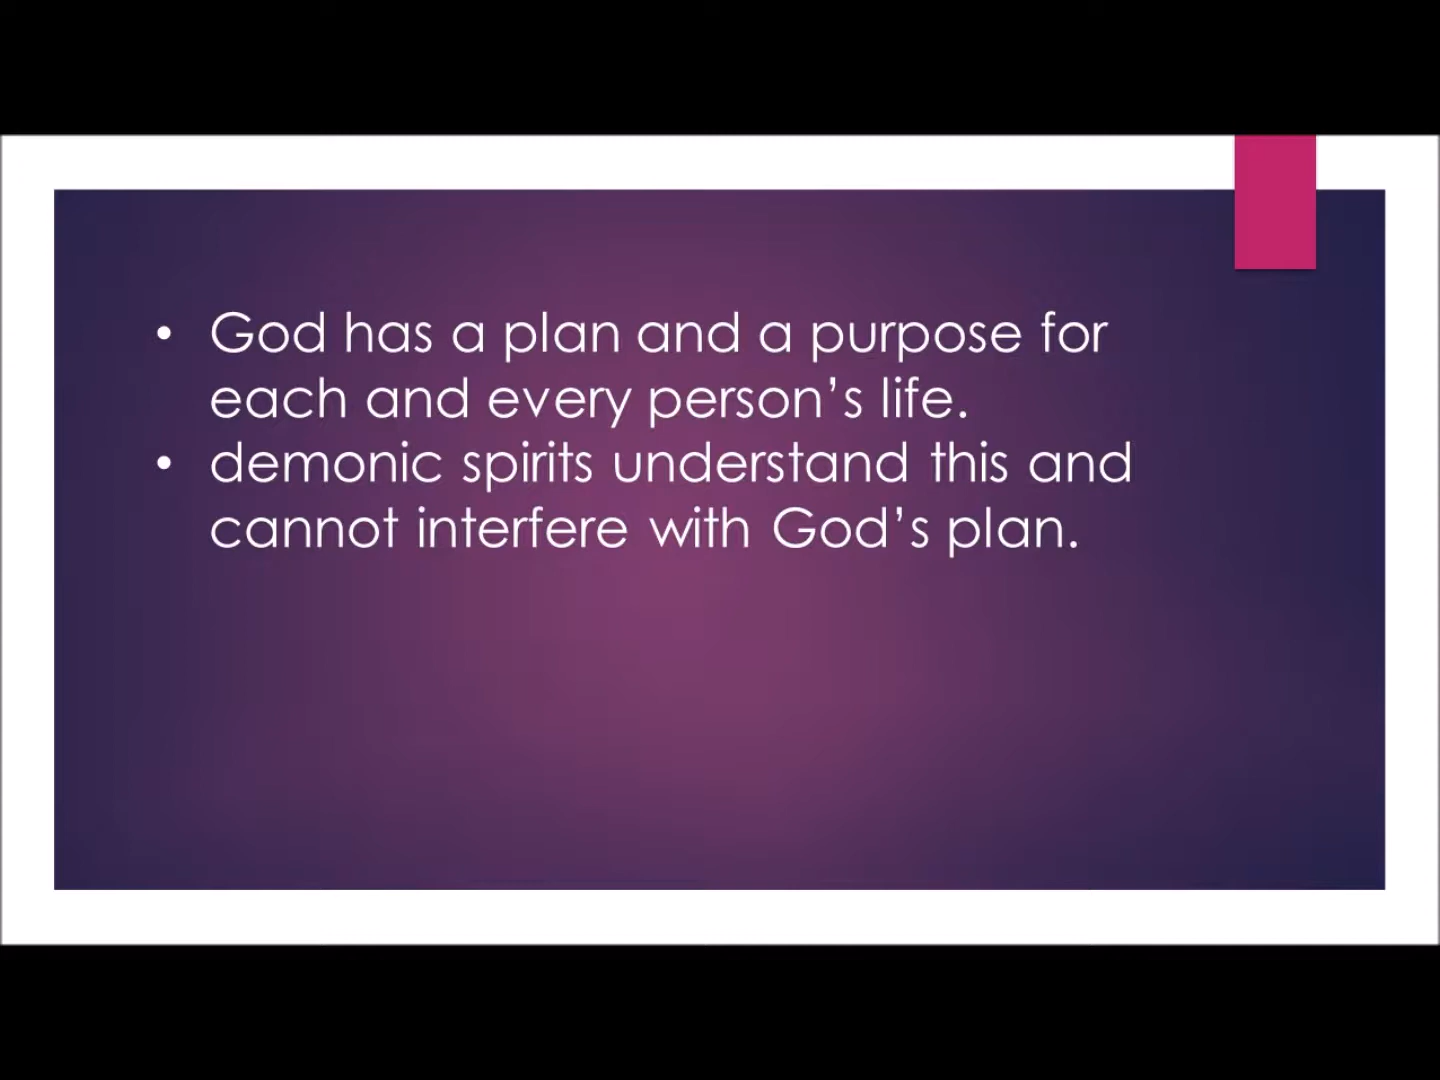 • God has a plan and a purpose for
each and every person’s life.
• demonic spirits understand this and
cannot interfere with God’s plan.